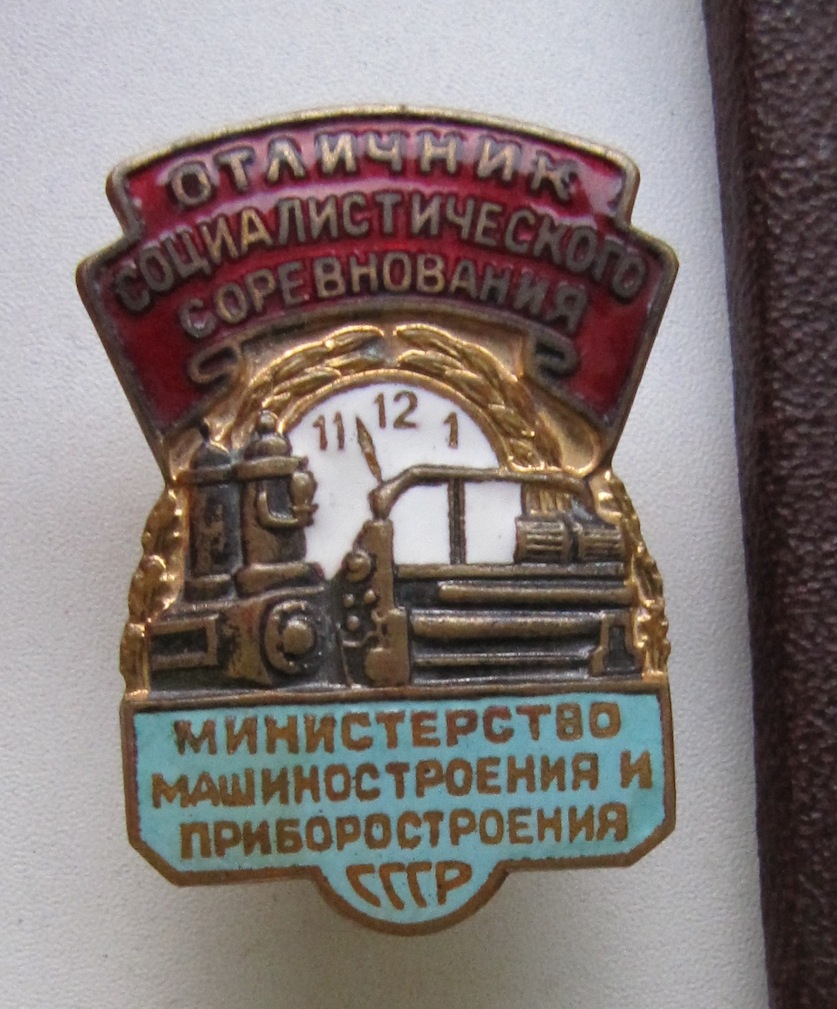 ОТЛИЧНИК
СОЦИАЛИСТИЧЕСКОГО
СОРЕВНОВАНИЯ
11 12 1
МИНИСТЕРСТВО
МАШИНОСТРОЕНИЯ И
ПРИБОРОСТРОЕНИЯ
СССР